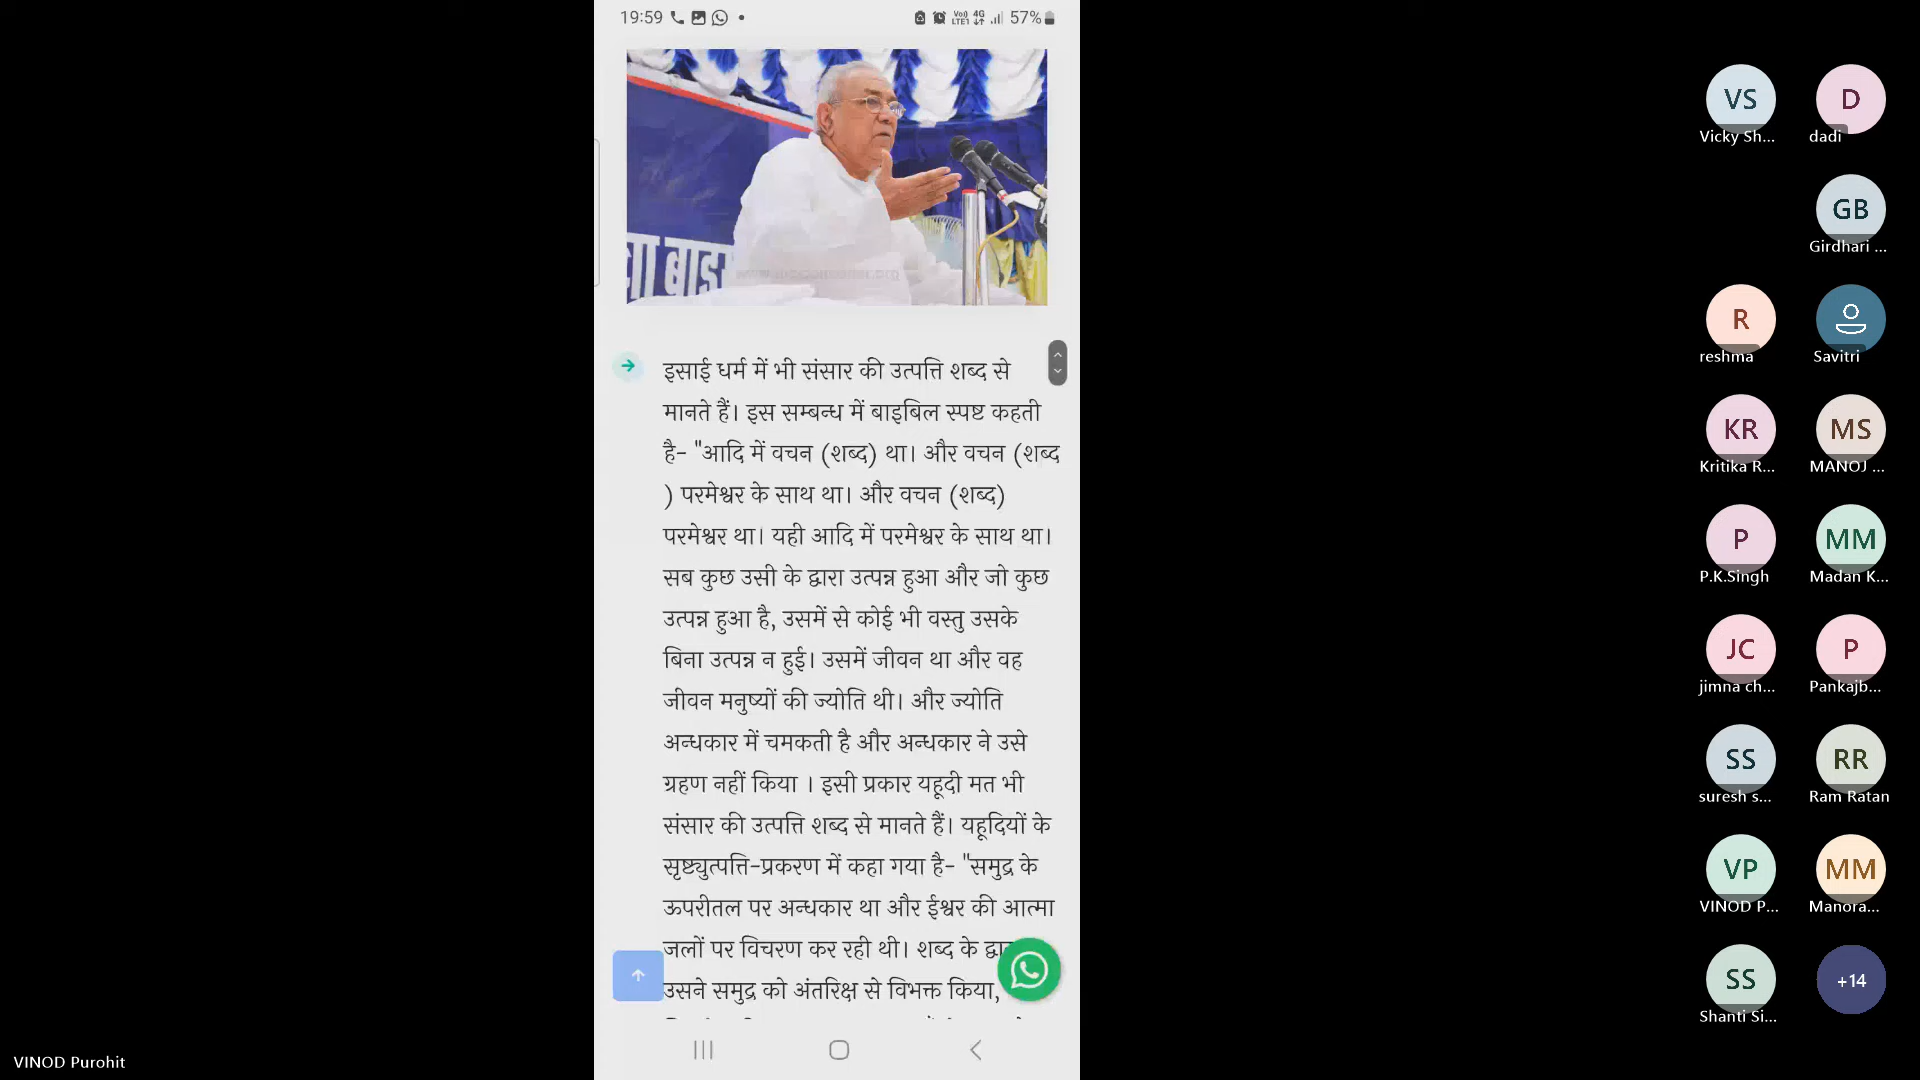 19:59
57%
इसाई धर्म में भी संसार की उत्पत्ति शब्द से
मानते हैं। इस सम्बन्ध में बाइबिल स्पष्ट कहती
है- "आदि में वचन (शब्द) था। और वचन (शब्द
) परमेश्वर के साथ था। और वचन (शब्द)
परमेश्वर था। यही आदि में परमेश्वर के साथ था।
सब कुछ उसी के द्वारा उत्पन्न हुआ और जो कुछ
उत्पन्न हुआ है, उसमें से कोई भी वस्तु उसके
बिना उत्पन्न न हुई। उसमें जीवन था और वह
जीवन मनुष्यों की ज्योति थी। और ज्योति
अन्धकार में चमकती है और अन्धकार ने उसे
ग्रहण नहीं किया । इसी प्रकार यहूदी मत भी
संसार की उत्पत्ति शब्द से मानते हैं। यहूदियों के
सृष्ट्युत्पत्ति-प्रकरण में कहा गया है- "समुद्र के
ऊपरीतल पर अन्धकार था और ईश्वर की आत्मा
जलों पर विचरण कर रही थी। शब्द के
उसने समुद्र को अंतरिक्ष से विभक्त किया,
VS D
Vicky Sh... dadi
GB
Girdhari ...
R
reshma Savitri
KR MS
Kritika R... MANOJ ...
P MM
P.K.Singh Madan K...
JC P
jimna ch... Pankajb...
SS RR
suresh s... Ram Ratan
VP MM
VINOD P... Manora...
SS +14
Shanti Si...
VINOD Purohit